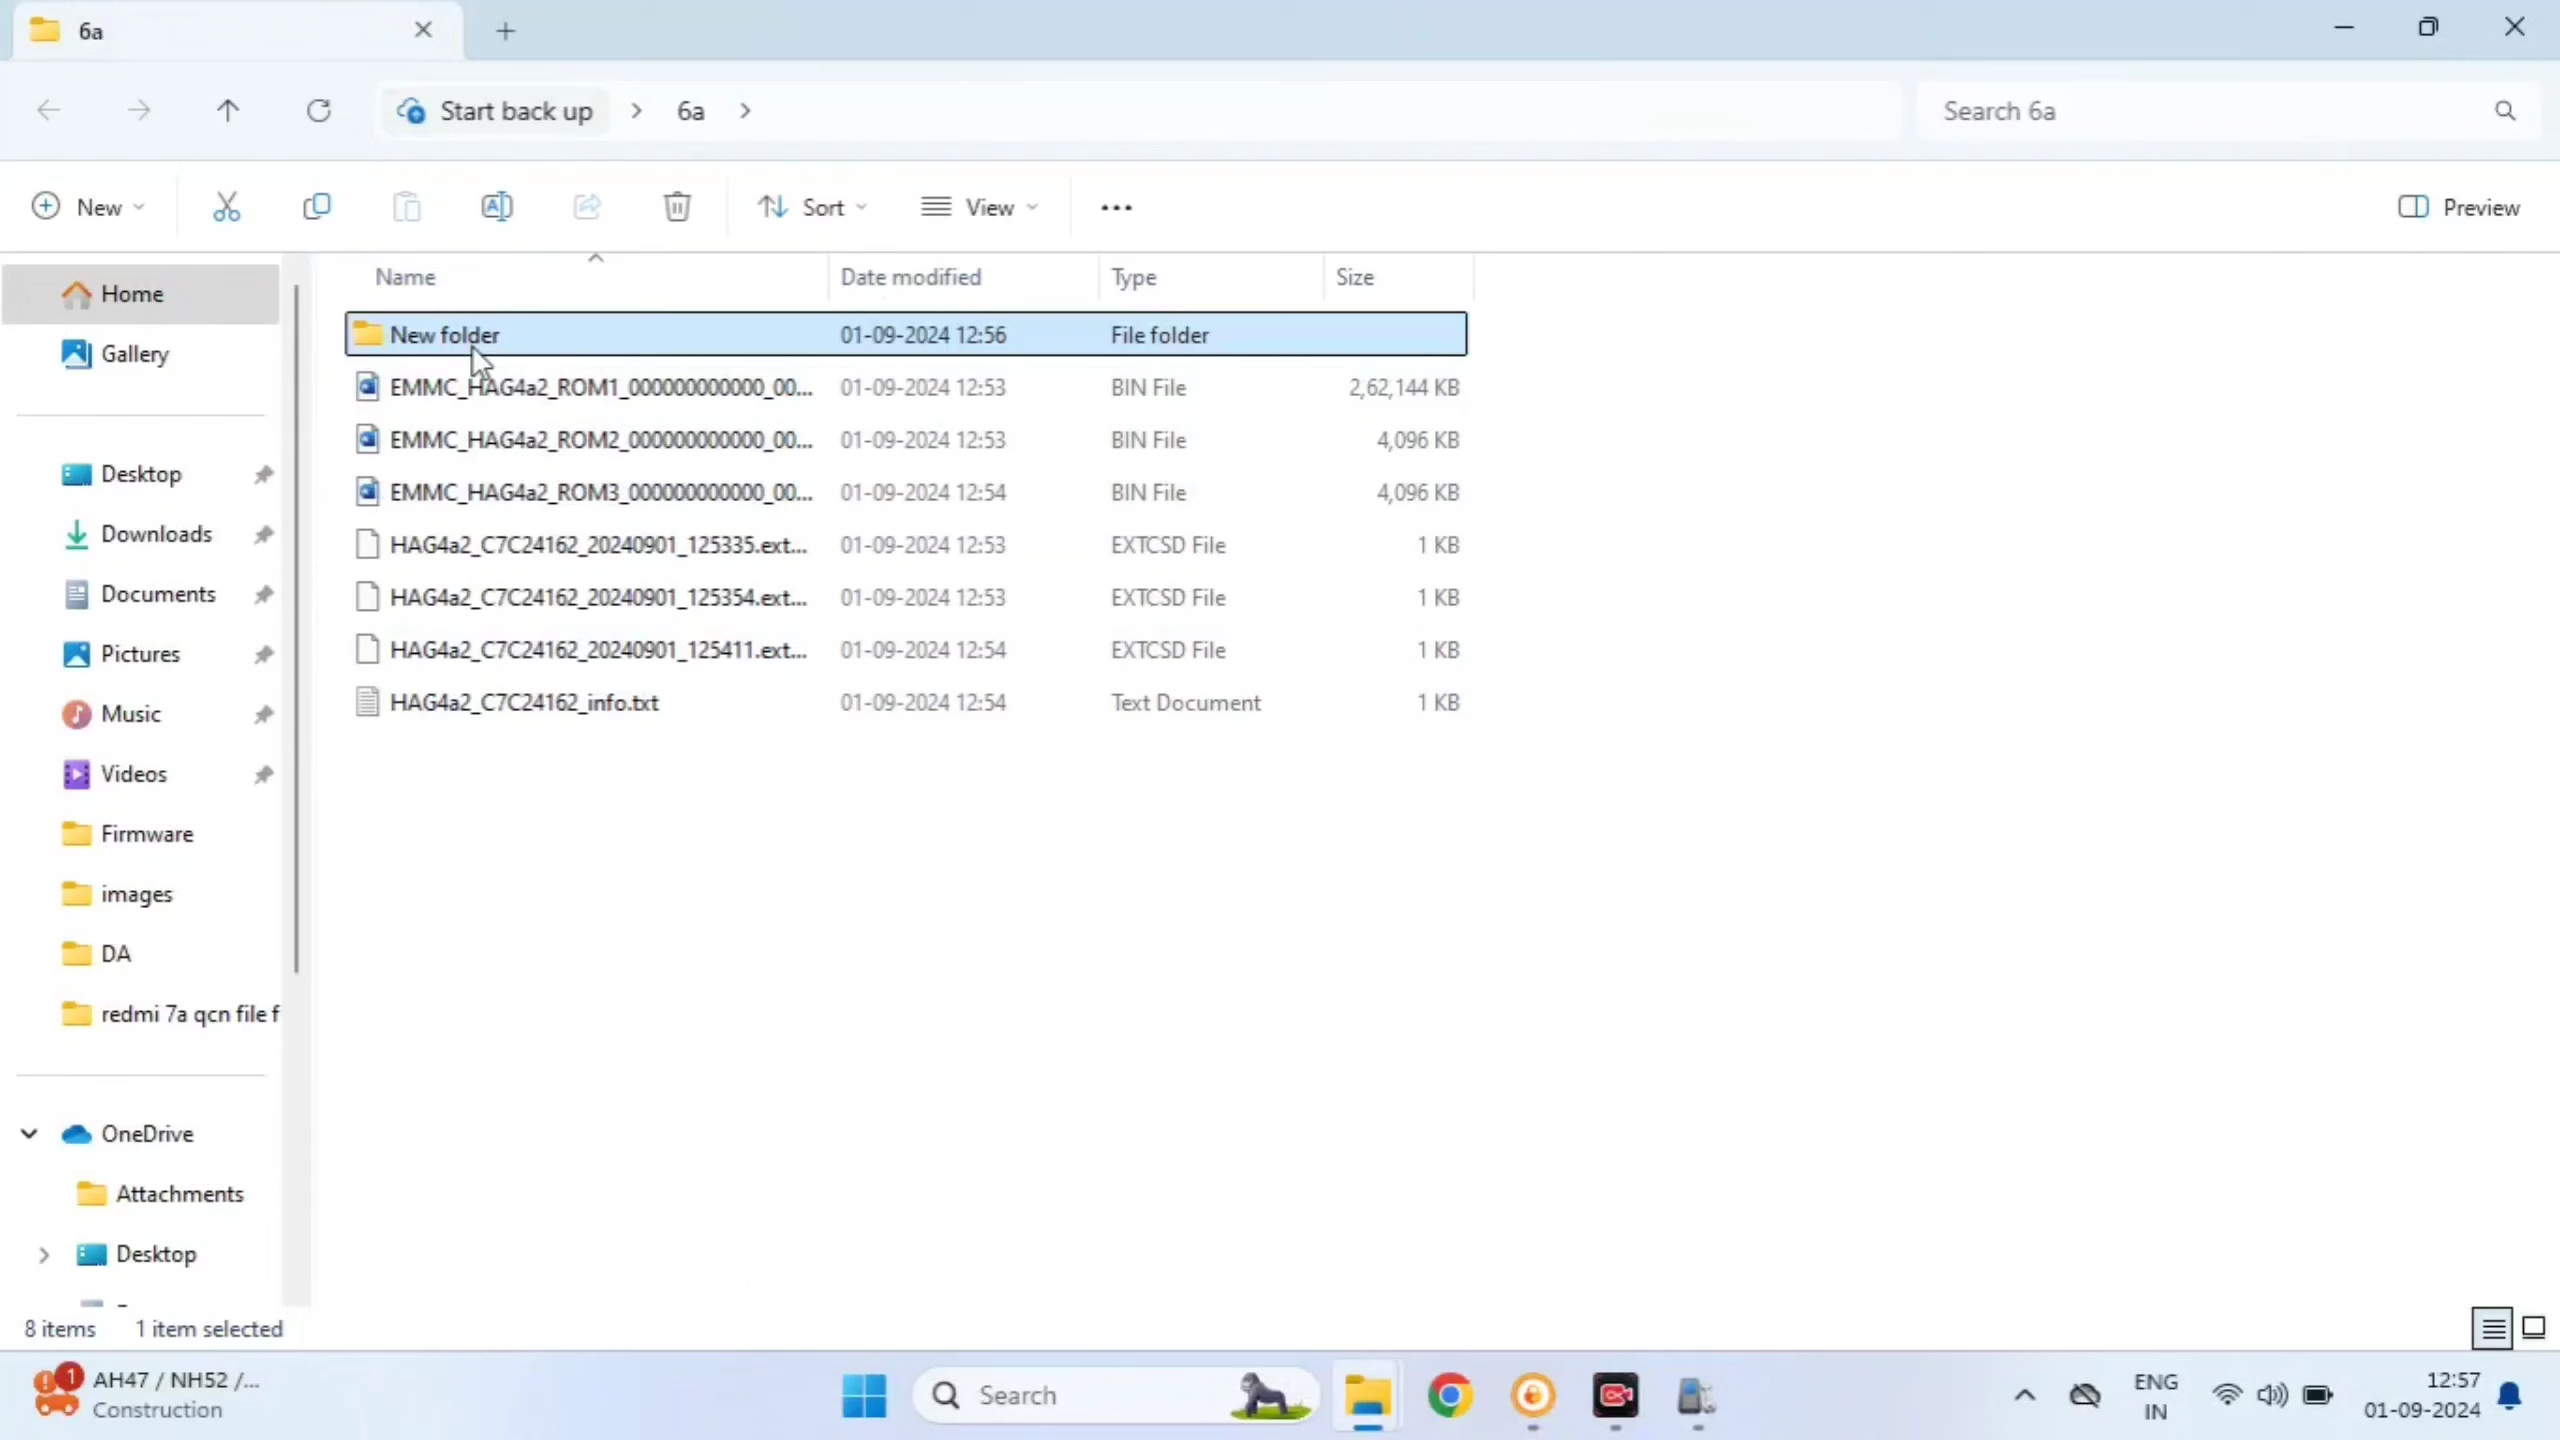 6a
Start back up > 6a >
Search 6a
New
Sort
View
Preview
Name Date modified Type Size
Home
Gallery
Desktop
Downloads
Documents
Pictures
Music
Videos
Firmware
images
DA
redmi 7a qcn file f
OneDrive
Attachments
Desktop
New folder 01-09-2024 12:56 File folder
EMMC_HAG4a2_ROM1_000000000000_00... 01-09-2024 12:53 BIN File 2,62,144 KB
EMMC_HAG4a2_ROM2_000000000000_00... 01-09-2024 12:53 BIN File 4,096 KB
EMMC_HAG4a2_ROM3_000000000000_00... 01-09-2024 12:54 BIN File 4,096 KB
HAG4a2_C7C24162_20240901_125335.ext... 01-09-2024 12:53 EXTCSD File 1 KB
HAG4a2_C7C24162_20240901_125354.ext... 01-09-2024 12:53 EXTCSD File 1 KB
HAG4a2_C7C24162_20240901_125411.ext... 01-09-2024 12:54 EXTCSD File 1 KB
HAG4a2_C7C24162_info.txt 01-09-2024 12:54 Text Document 1 KB
8 items 1 item selected
1
AH47 / NH52 /...
Construction
Search
ENG
IN
12:57
01-09-2024